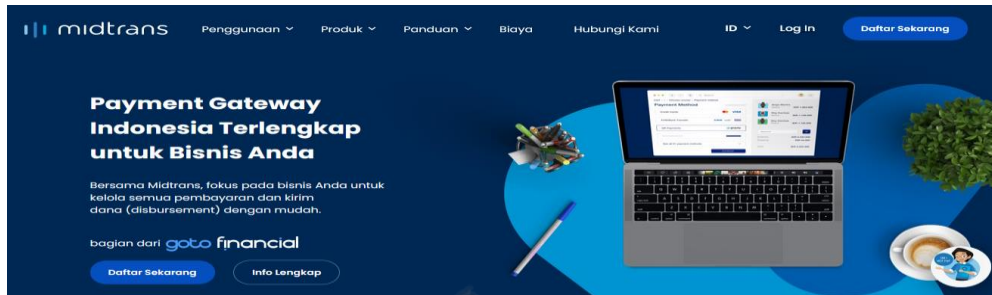 midtrans
Penggunaan
Produk
Panduan
Biaya
Hubungi Kami
ID
Log In
Daftar Sekarang
Payment Gateway
Indonesia Terlengkap
untuk Bisnis Anda
Bersama Midtrans, fokus pada bisnis Anda untuk
kelola semua pembayaran dan kirim
dana (disbursement) dengan mudah.
bagian dari goto financial
Daftar Sekarang
Info Lengkap
Payment Method